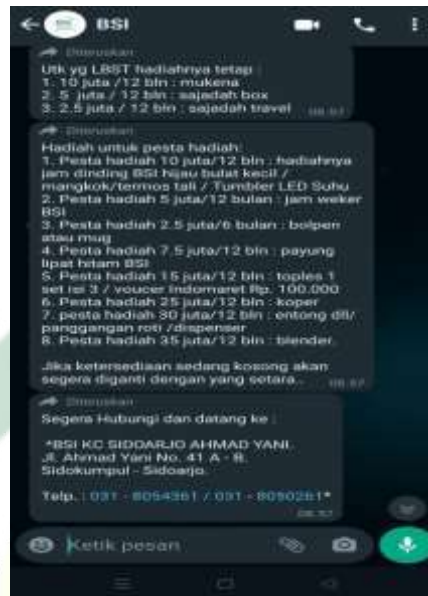 BSI
Diteruskan
Utk yg LBST hadiahnya tetap :
1. 10 juta /12 bln : mukena
2. 5 juta / 12 bln : sajadah box
3. 2.5 juta / 12 bln : sajadah travel
08.57
Diteruskan
Hadiah untuk pesta hadiah:
1. Pesta hadiah 10 juta/12 bln : hadiahnya
jam dinding BSI hijau bulat kecil /
mangkok/termos tali / Tumbler LED Suhu
2. Pesta hadiah 5 juta/12 bulan : jam weker
BSI
3. Pesta hadiah 2.5 juta/6 bulan : bolpen
atau mug
4. Pesta hadiah 7.5 juta/12 bln : payung
lipat hitam BSI
5. Pesta hadiah 15 juta/12 bln : toples 1
set isi 3 / voucer Indomaret Rp. 100.000
6. Pesta hadiah 25 juta/12 bln : koper
7. pesta hadiah 30 juta/12 bln : entong dll/
panggangan roti /dispenser
8. Pesta hadiah 35 juta/12 bln : blender.
Jika ketersediaan sedang kosong akan
segera diganti dengan yang setara..
08.57
Diteruskan
Segera Hubungi dan datang ke :
*BSI KC SIDOARJO AHMAD YANI.
Jl. Ahmad Yani No. 41 A - B.
Sidokumpul - Sidoarjo.
Telp. : 031 - 8054361 / 031 - 8050261*
08.57
Ketik pesan